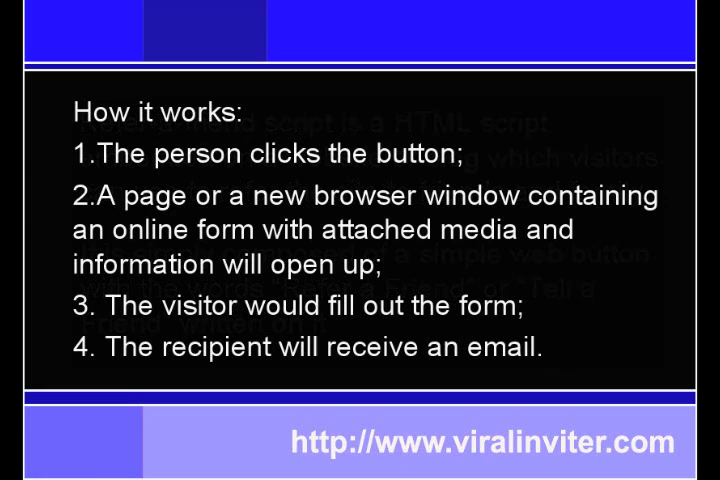 How it works:
1.The person clicks the button;
2.A page or a new browser window containing
an online form with attached media and
information will open up;
3. The visitor would fill out the form;
4. The recipient will receive an email.
http://www.viralinviter.com